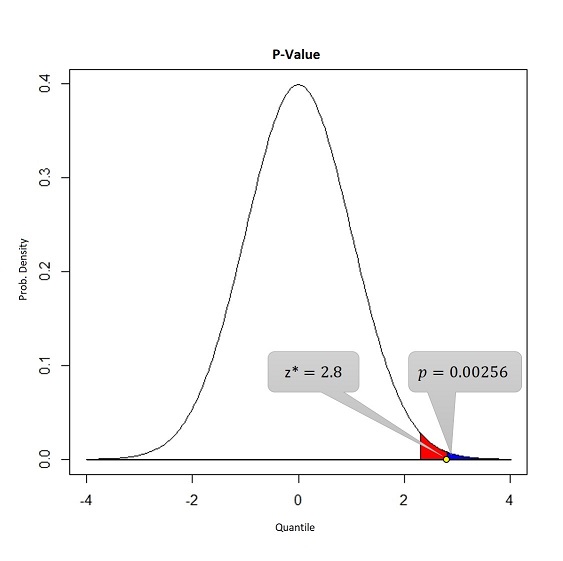 P-Value
Prob. Density
0.4
0.3
0.2
0.1
0.0
z* = 2.8
p = 0.00256
-4
-2
0
2
4
Quantile